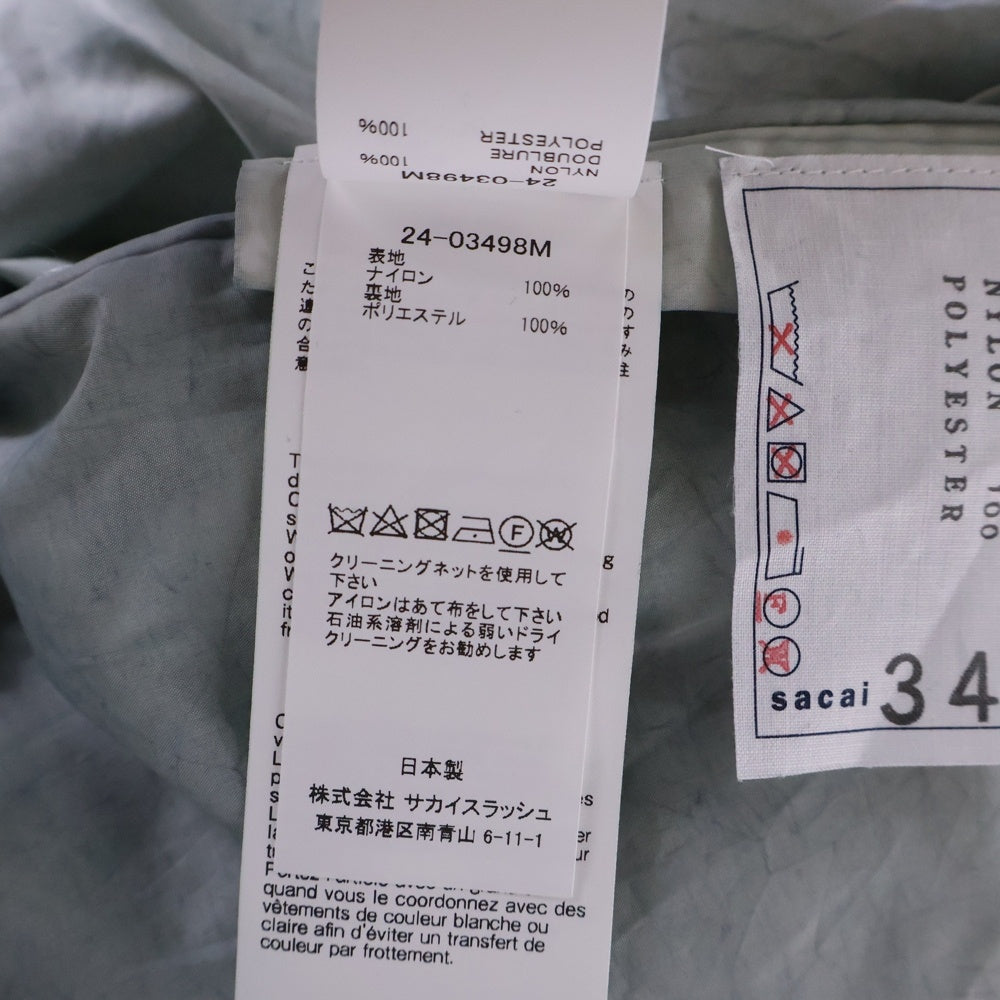 POLYESTER 100%
DOUBLURE
NYLON 100%
24-03498M
24-03498M
表地
ナイロン 100%
裏地
ポリエステル 100%
クリーニングネットを使用して
下さい
アイロンはあて布をして下さい
石油系溶剤による弱いドライ
クリーニングをお勧めします
日本製
株式会社 サカイスラッシュ
東京都港区南青山 6-11-1
quand vous le coordonnez avec des
vêtements de couleur blanche ou
claire afin d'éviter un transfert de
couleur par frottement.
NYLON 100
POLYESTER
sacai 34